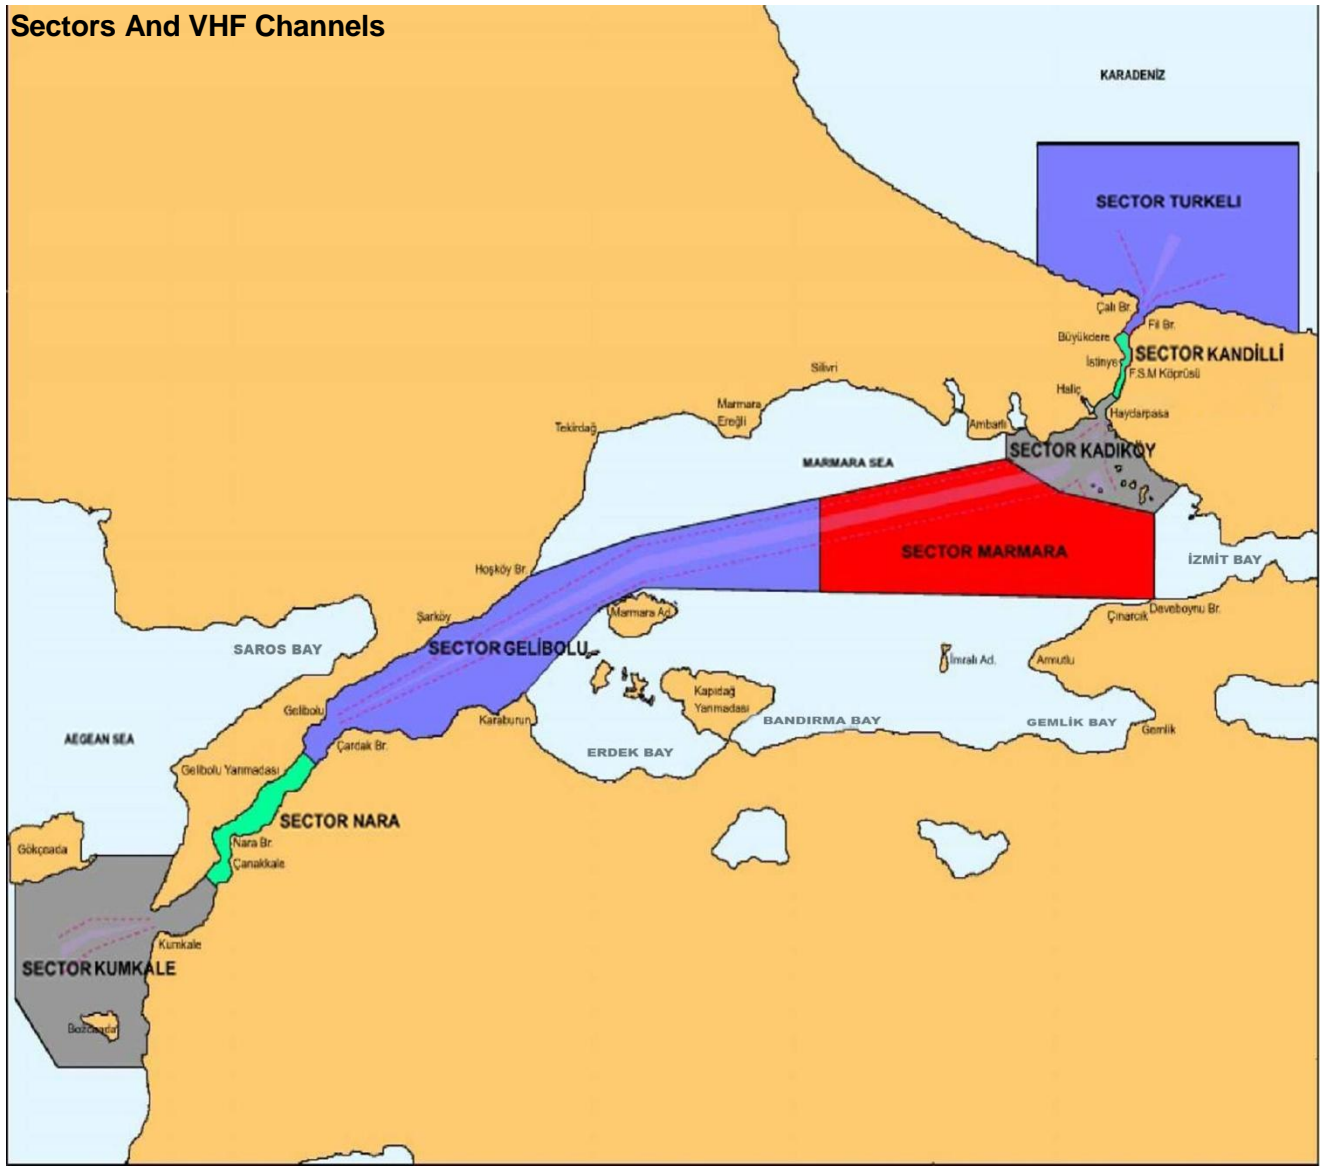 Sectors And VHF Channels
KARADENİZ
SECTOR TURKELI
Çalı Br.
Fil Br.
Büyükdere
SECTOR KANDİLLİ
İstinye
F.S.M Köprüsü
Silivri
Haliç
Marmara
Ereğli
Haydarpasa
Tekirdağ
Ambarlı
SECTOR KADIKÖY
MARMARA SEA
SECTOR MARMARA
İZMİT BAY
Hoşköy Br.
Marmara Ad.
Çınarcık
Deveboynu Br.
Şarköy
SAROS BAY
SECTOR GELİBOLU
İmralı Ad.
Armutlu
Kapıdağ
Yarımadası
Gelibolu
Karaburun
BANDIRMA BAY
GEMLİK BAY
Gemlik
AEGEAN SEA
Çardak Br.
ERDEK BAY
Gelibolu Yarımadası
SECTOR NARA
Nara Br.
Gökçeada
Çanakkale
Kumkale
SECTOR KUMKALE
Bozcaada